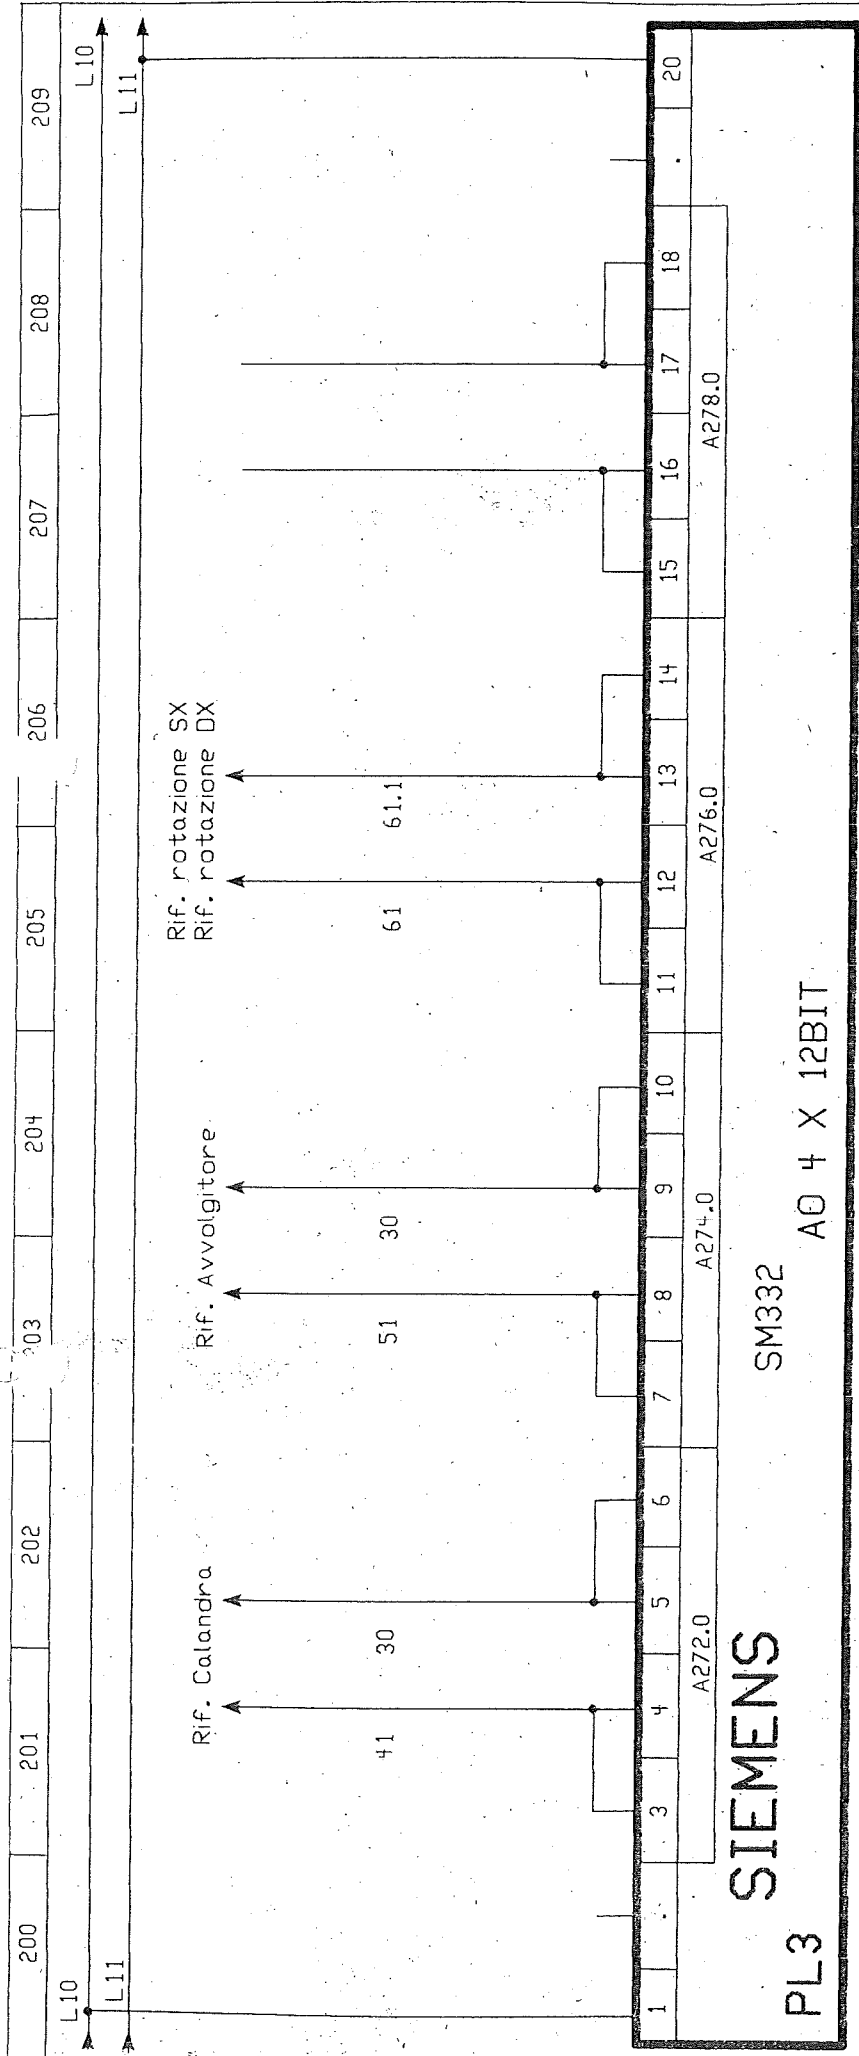 200 201 202 203 204 205 206 207 208 209
L10 L10
L11 L11
Rif. Calandra Rif. Avvolgitore Rif. rotazione SX
Rif. rotazione DX
41 30 51 30 61 61.1
1 . 3 4 5 6 7 8 9 10 11 12 13 14 15 16 17 18 . 20
A272.0 A274.0 A276.0 A278.0
SIEMENS SM332
PL3 AO 4 X 12BIT